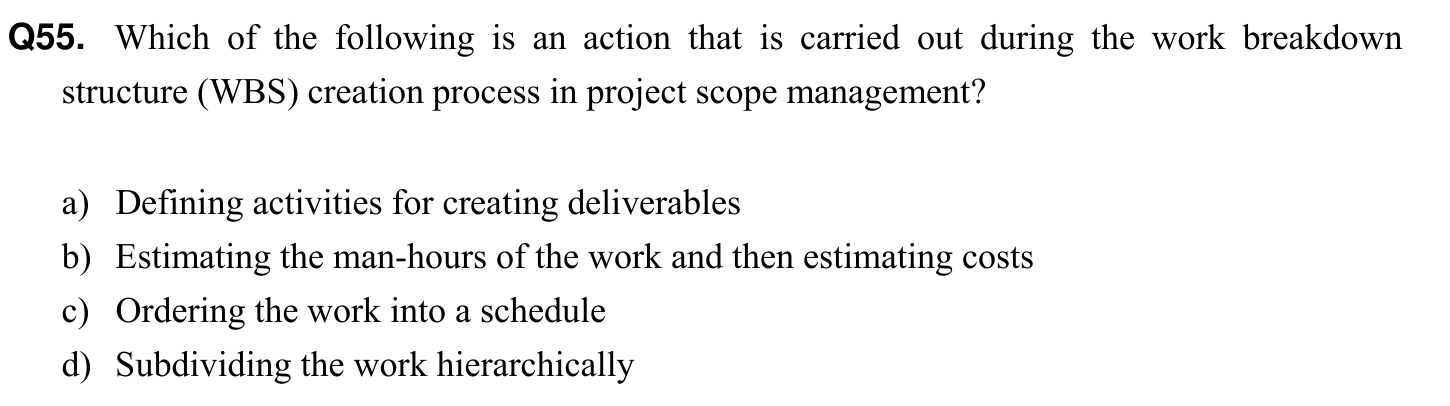 Q55. Which of the following is an action that is carried out during the work breakdown
structure (WBS) creation process in project scope management?
a) Defining activities for creating deliverables
b) Estimating the man-hours of the work and then estimating costs
c) Ordering the work into a schedule
d) Subdividing the work hierarchically